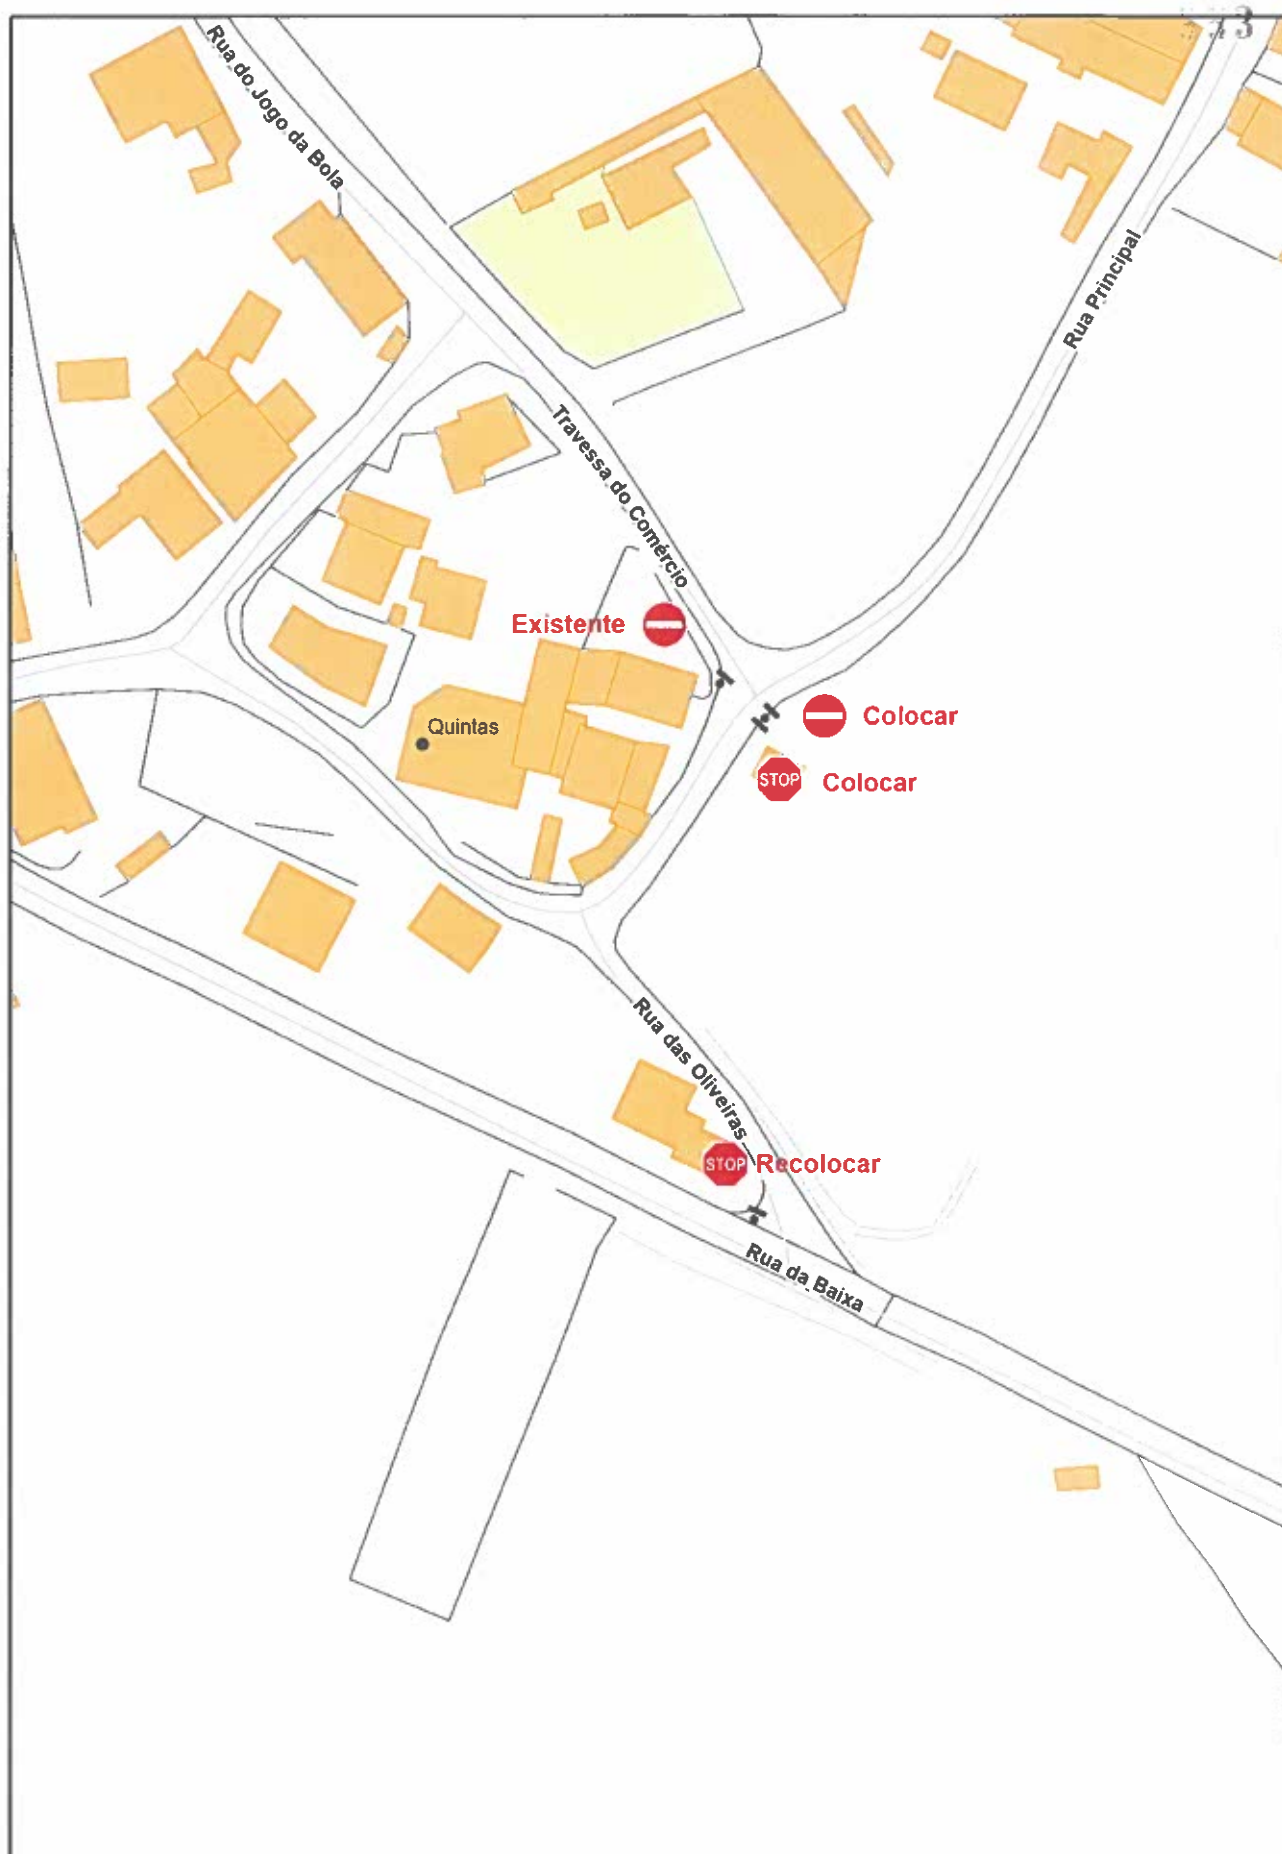 Rua do Jogo da Bola
Rua Principal
Travessa do Comércio
Existente
Colocar
Quintas
STOP Colocar
Rua das Oliveiras
STOP Recolocar
Rua da Baixa